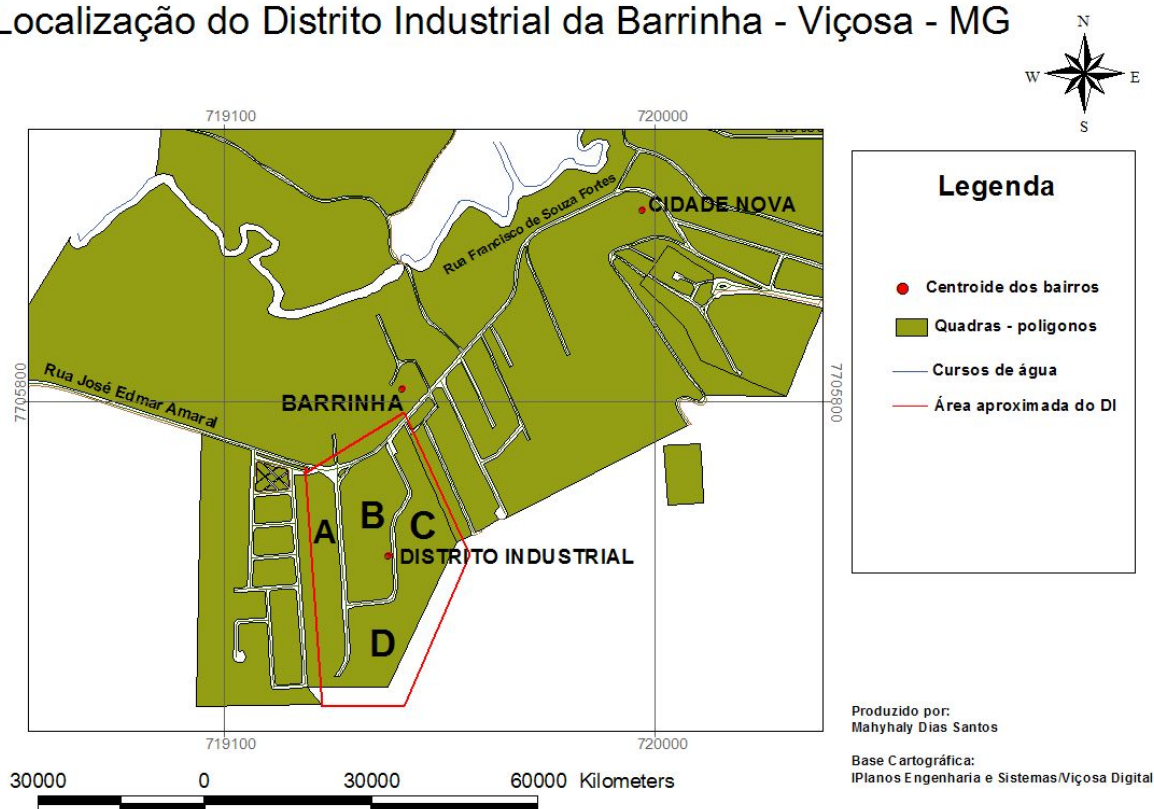 Localização do Distrito Industrial da Barrinha - Viçosa - MG
N
W E
S
719100 720000
Legenda
Centroide dos bairros
Quadras - poligonos
Cursos de água
Área aproximada do DI
CIDADE NOVA
Rua Francisco de Souza Fortes
7705800
Rua José Edmar Amaral
BARRINHA
7705800
A
B
C
DISTRITO INDUSTRIAL
D
719100 720000
Produzido por:
Mahyhaly Dias Santos
Base Cartográfica:
IPlanos Engenharia e Sistemas/Viçosa Digital
30000 0 30000 60000 Kilometers